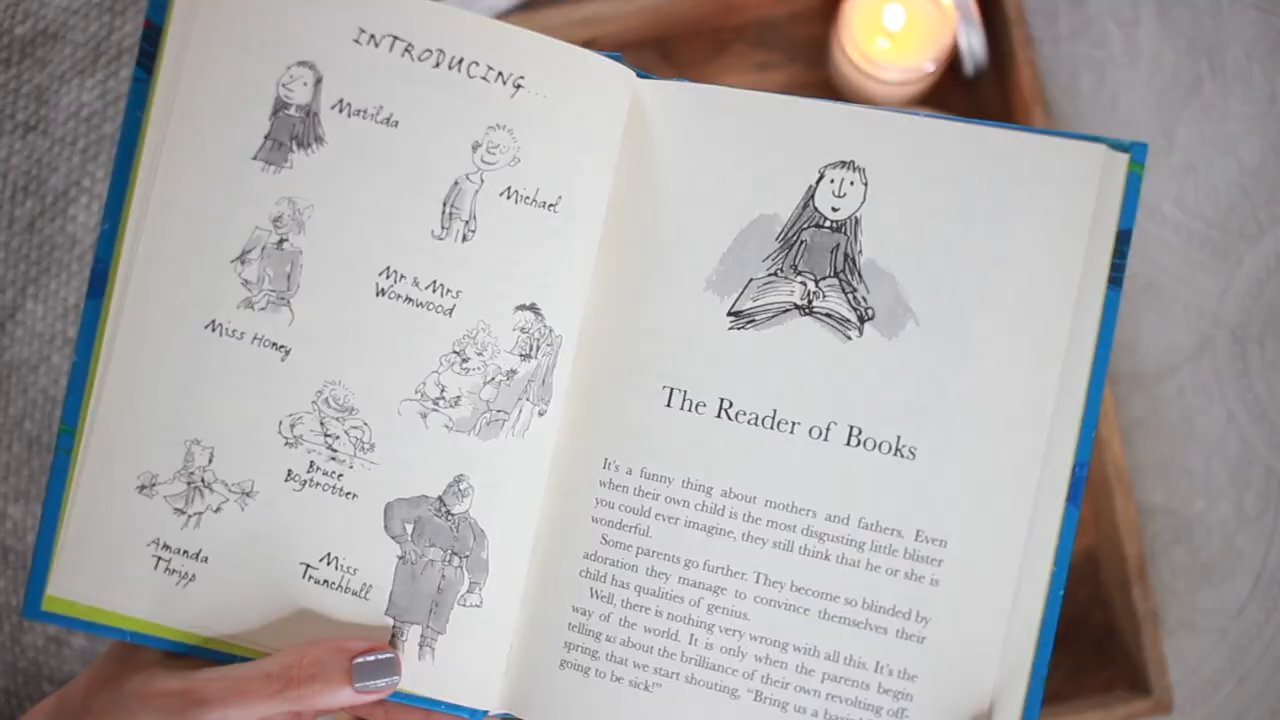 INTRODUCING...
Matilda
Michael
Miss Honey
Mr. & Mrs.
Wormwood
Bruce
Bogtrotter
Amanda
Thripp
Miss
Trunchbull
The Reader of Books
It's a funny thing about mothers and fathers. Even
when their own child is the most disgusting little blister
you could ever imagine, they still think that he or she is
wonderful.
Some parents go further. They become so blinded by
adoration they manage to convince themselves their
child has qualities of genius.
Well, there is nothing very wrong with all this. It's the
way of the world. It is only when the parents begin
telling us about the brilliance of their own revolting off-
spring, that we start shouting, "Bring us a
going to be sick!"